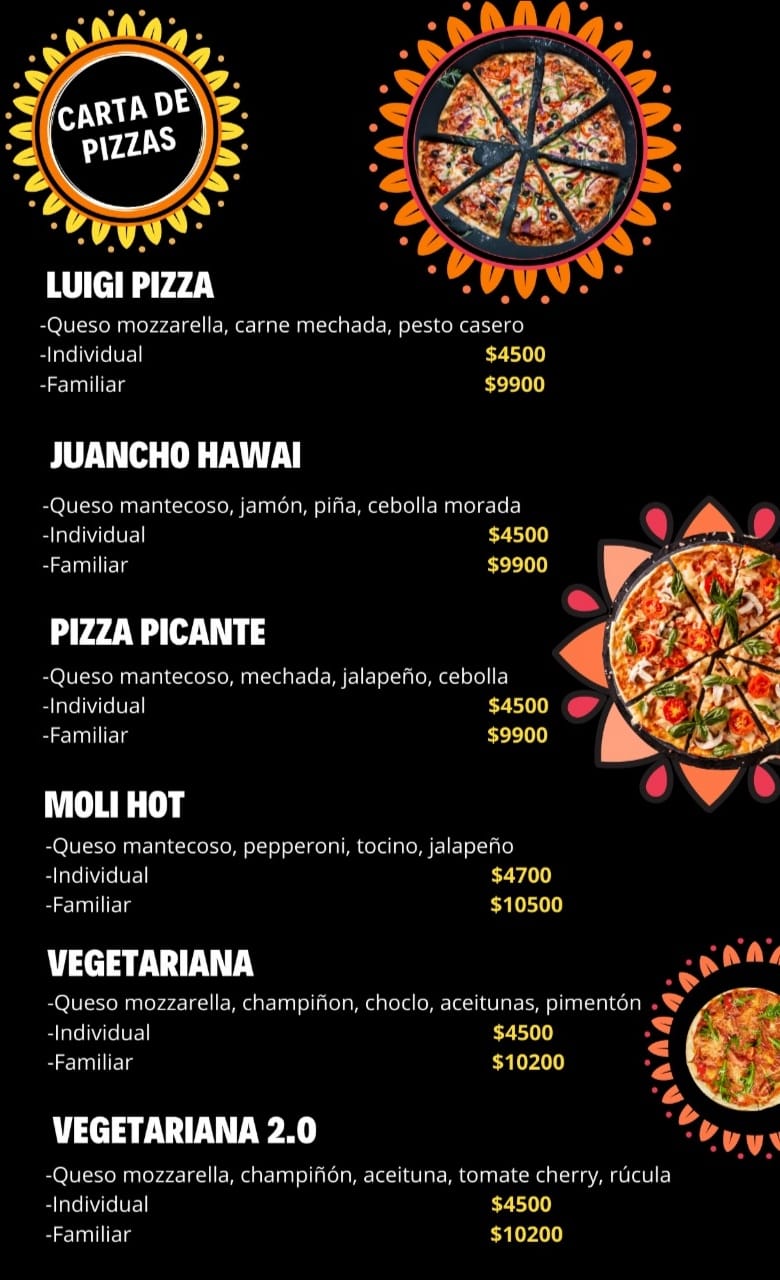 CARTA DE
PIZZAS
LUIGI PIZZA
-Queso mozzarella, carne mechada, pesto casero
-Individual $4500
-Familiar $9900
JUANCHO HAWAI
-Queso mantecoso, jamón, piña, cebolla morada
-Individual $4500
-Familiar $9900
PIZZA PICANTE
-Queso mantecoso, mechada, jalapeño, cebolla
-Individual $4500
-Familiar $9900
MOLI HOT
-Queso mantecoso, pepperoni, tocino, jalapeño
-Individual $4700
-Familiar $10500
VEGETARIANA
-Queso mozzarella, champiñon, choclo, aceitunas, pimentón
-Individual $4500
-Familiar $10200
VEGETARIANA 2.0
-Queso mozzarella, champiñón, aceituna, tomate cherry, rúcula
-Individual $4500
-Familiar $10200